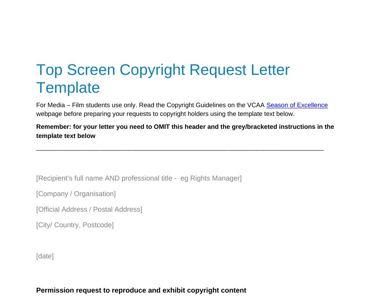 Top Screen Copyright Request Letter
Template
For Media – Film students use only. Read the Copyright Guidelines on the VCAA Season of Excellence
webpage before preparing your requests to copyright holders using the template text below.
Remember: for your letter you need to OMIT this header and the grey/bracketed instructions in the
template text below
[Recipient's full name AND professional title - eg Rights Manager]
[Company / Organisation]
[Official Address / Postal Address]
[City/ Country, Postcode]
[date]
Permission request to reproduce and exhibit copyright content